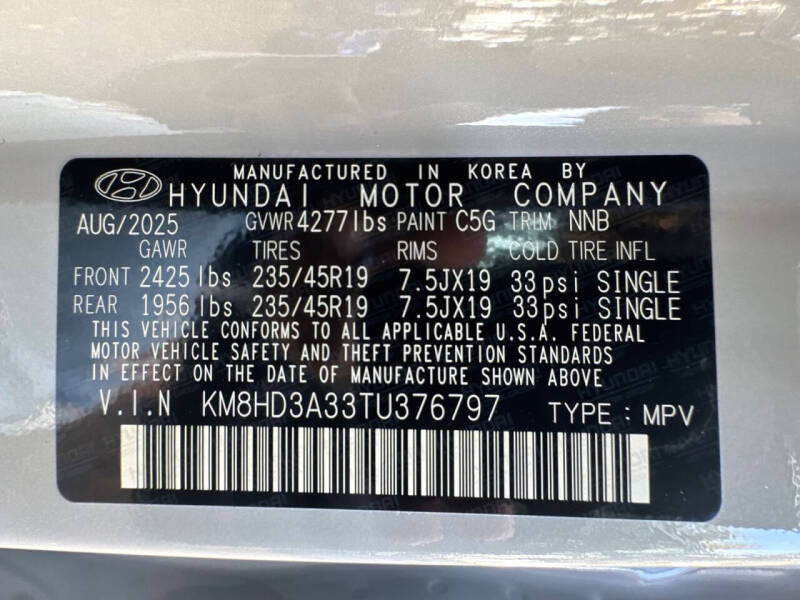 MANUFACTURED IN KOREA BY
HYUNDAI MOTOR COMPANY
AUG/2025 GVWR 4277lbs PAINT C5G TRIM NNB
GAWR TIRES RIMS COLD TIRE INFL
FRONT 2425lbs 235/45R19 7.5JX19 33psi SINGLE
REAR 1956lbs 235/45R19 7.5JX19 33psi SINGLE
THIS VEHICLE CONFORMS TO ALL APPLICABLE U.S.A. FEDERAL
MOTOR VEHICLE SAFETY AND THEFT PREVENTION STANDARDS
IN EFFECT ON THE DATE OF MANUFACTURE SHOWN ABOVE.
V.I.N KM8HD3A33TU376797 TYPE : MPV